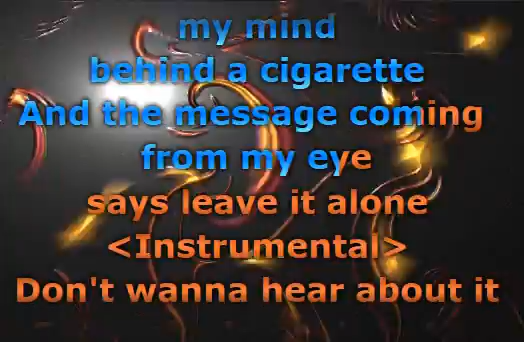 my mind
behind a cigarette
And the message coming
from my eye
says leave it alone
<Instrumental>
Don't wanna hear about it